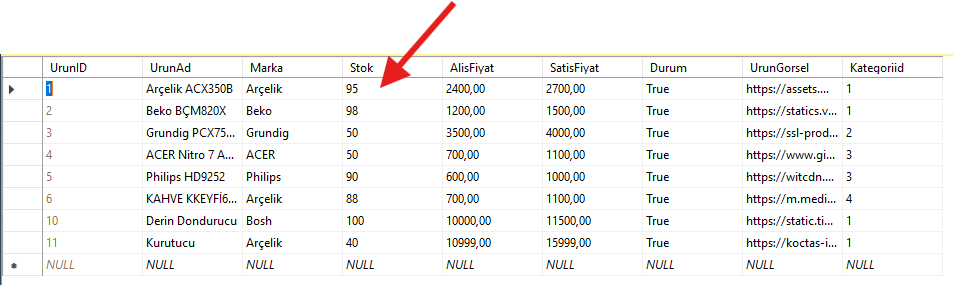 UrunID UrunAd Marka Stok AlisFiyat SatisFiyat Durum UrunGorsel Kategoriid
1 Arçelik ACX350B Arçelik 95 2400,00 2700,00 True https://assets.... 1
2 Beko BÇM820X Beko 98 1200,00 1500,00 True https://statics.v... 1
3 Grundig PCX75... Grundig 50 3500,00 4000,00 True https://ssl-prod... 2
4 ACER Nitro 7 A... ACER 50 700,00 1100,00 True https://www.gi... 3
5 Philips HD9252 Philips 90 600,00 1000,00 True https://witcdn.... 3
6 KAHVE KKEYFİ6... Arçelik 88 700,00 1100,00 True https://m.medi... 4
10 Derin Dondurucu Bosh 100 10000,00 11500,00 True https://static.ti... 1
11 Kurutucu Arçelik 40 10999,00 15999,00 True https://koctas-i... 1
NULL NULL NULL NULL NULL NULL NULL NULL NULL